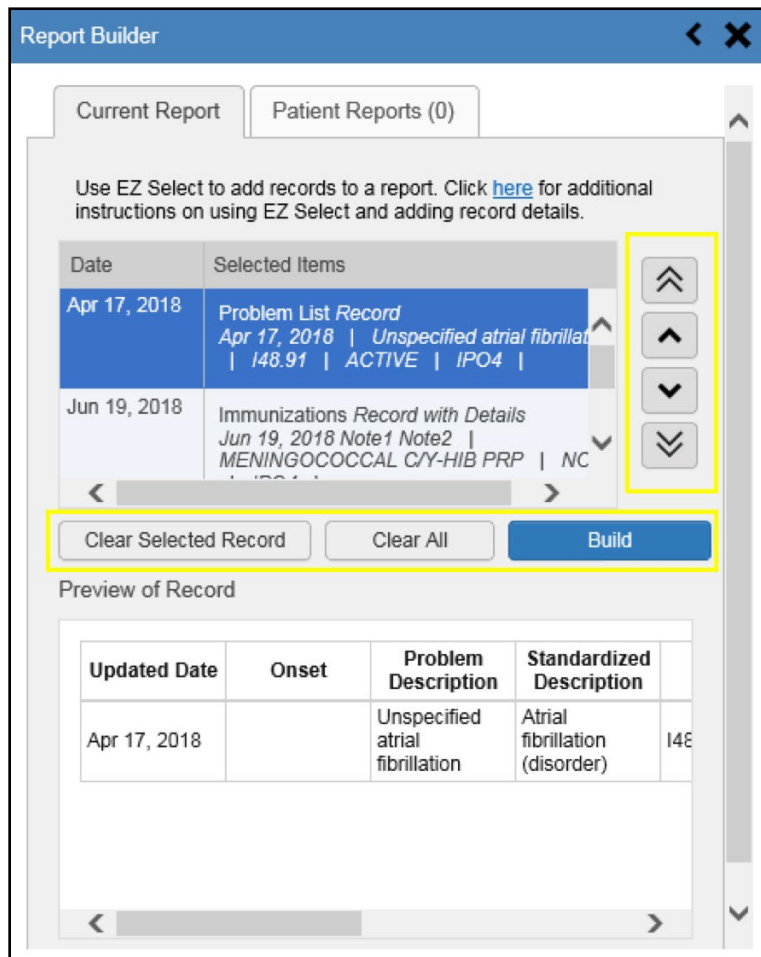 Report Builder
Current Report
Patient Reports (0)
Use EZ Select to add records to a report. Click here for additional
instructions on using EZ Select and adding record details.
Date Selected Items
Apr 17, 2018 Problem List Record
Apr 17, 2018 | Unspecified atrial fibrillat
| I48.91 | ACTIVE | IPO4 |
Jun 19, 2018 Immunizations Record with Details
Jun 19, 2018 Note1 Note2 |
MENINGOCOCCAL C/Y-HIB PRP | NC
Clear Selected Record
Clear All
Build
Preview of Record
Updated Date Onset Problem Description Standardized Description
Apr 17, 2018 Unspecified atrial fibrillation Atrial fibrillation (disorder) I48